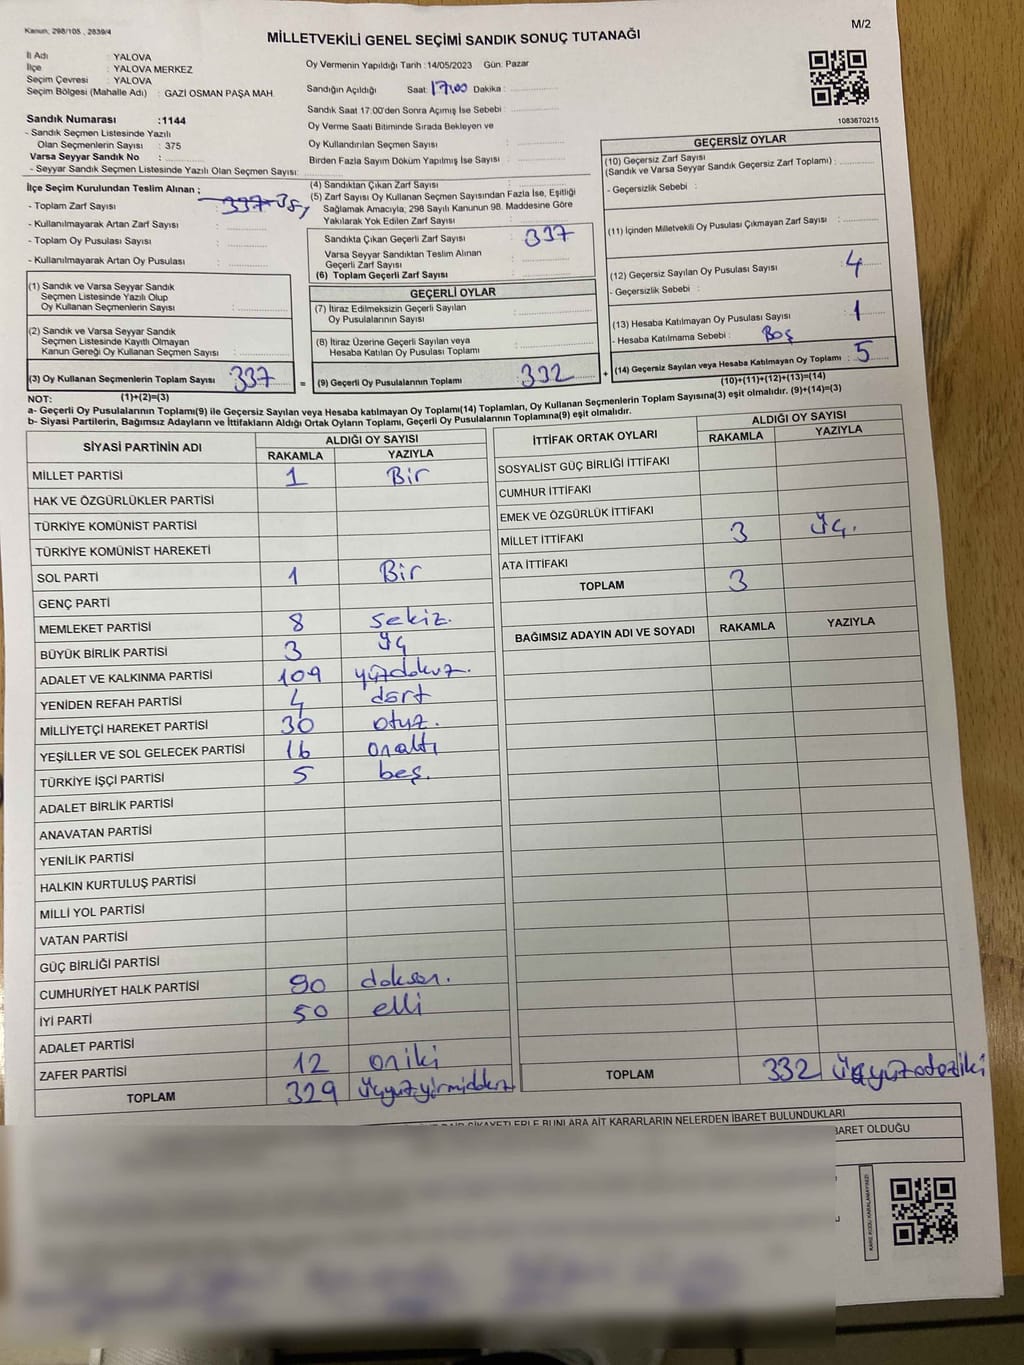 Kanun, 298/105 , 2839/4
M/2
MİLLETVEKİLİ GENEL SEÇİMİ SANDIK SONUÇ TUTANAĞI
İl Adı : YALOVA
İlçe : YALOVA MERKEZ
Seçim Çevresi : YALOVA
Seçim Bölgesi (Mahalle Adı) : GAZİ OSMAN PAŞA MAH.
Sandık Numarası :1144
- Sandık Seçmen Listesinde Yazılı
Olan Seçmenlerin Sayısı : 375
Varsa Seyyar Sandık No :
- Seyyar Sandık Seçmen Listesinde Yazılı Olan Seçmen Sayısı:
Oy Vermenin Yapıldığı Tarih :14/05/2023 Gün: Pazar
Sandığın Açıldığı Saat: 17.00 Dakika :
Sandık Saat 17:00'den Sonra Açımış İse Sebebi :
Oy Verme Saati Bitiminde Sırada Bekleyen ve
Oy Kullandırılan Seçmen Sayısı :
Birden Fazla Sayım Döküm Yapılmış İse Sayısı :
1083670215
İlçe Seçim Kurulundan Teslim Alınan ;
- Toplam Zarf Sayısı : 337
- Kullanılmayarak Artan Zarf Sayısı :
- Toplam Oy Pusulası Sayısı :
- Kullanılmayarak Artan Oy Pusulası :
(4) Sandıktan Çıkan Zarf Sayısı :
(5) Zarf Sayısı Oy Kullanan Seçmen Sayısından Fazla İse, Eşitliği
Sağlamak Amacıyla; 298 Sayılı Kanunun 98. Maddesine Göre
Yakılarak Yok Edilen Zarf Sayısı :
Sandıkta Çıkan Geçerli Zarf Sayısı : 337
Varsa Seyyar Sandıktan Teslim Alınan
Geçerli Zarf Sayısı :
(6) Toplam Geçerli Zarf Sayısı :
GEÇERSİZ OYLAR
(10) Geçersiz Zarf Sayısı
(Sandık ve Varsa Seyyar Sandık Geçersiz Zarf Toplamı) :
- Geçersizlik Sebebi :
(11) İçinden Milletvekili Oy Pusulası Çıkmayan Zarf Sayısı :
(12) Geçersiz Sayılan Oy Pusulası Sayısı : 4
- Geçersizlik Sebebi :
(13) Hesaba Katılmayan Oy Pusulası Sayısı : 1
- Hesaba Katılmama Sebebi : Boş
(14) Geçersiz Sayılan veya Hesaba Katılmayan Oy Toplamı : 5
(10)+(11)+(12)+(13)=(14)
(1) Sandık ve Varsa Seyyar Sandık
Seçmen Listesinde Yazılı Olup
Oy Kullanan Seçmenlerin Sayısı :
(2) Sandık ve Varsa Seyyar Sandık
Seçmen Listesinde Kayıtlı Olmayan
Kanun Gereği Oy Kullanan Seçmen Sayısı :
(3) Oy Kullanan Seçmenlerin Toplam Sayısı : 337
(1)+(2)=(3)
=
GEÇERLİ OYLAR
(7) İtiraz Edilmeksizin Geçerli Sayılan
Oy Pusulalarının Sayısı :
(8) İtiraz Üzerine Geçerli Sayılan veya
Hesaba Katılan Oy Pusulası Toplamı :
(9) Geçerli Oy Pusulalarının Toplamı : 332
+
NOT:
a- Geçerli Oy Pusulalarının Toplamı(9) ile Geçersiz Sayılan veya Hesaba katılmayan Oy Toplamı(14) Toplamları, Oy Kullanan Seçmenlerin Toplam Sayısına(3) eşit olmalıdır. (9)+(14)=(3)
b- Siyasi Partilerin, Bağımsız Adayların ve İttifakların Aldığı Ortak Oyların Toplamı, Geçerli Oy Pusulalarının Toplamına(9) eşit olmalıdır.
SİYASİ PARTİNİN ADI ALDIĞI OY SAYISI
RAKAMLA YAZIYLA
MİLLET PARTİSİ 1 Bir
HAK VE ÖZGÜRLÜKLER PARTİSİ
TÜRKİYE KOMÜNİST PARTİSİ
TÜRKİYE KOMÜNİST HAREKETİ
SOL PARTİ 1 Bir
GENÇ PARTİ
MEMLEKET PARTİSİ 8 sekiz.
BÜYÜK BİRLİK PARTİSİ 3 üç
ADALET VE KALKINMA PARTİSİ 109 yüzdokuz.
YENİDEN REFAH PARTİSİ 4 dört
MİLLİYETÇİ HAREKET PARTİSİ 30 otuz.
YEŞİLLER VE SOL GELECEK PARTİSİ 16 onaltı
TÜRKİYE İŞÇİ PARTİSİ 5 beş.
ADALET BİRLİK PARTİSİ
ANAVATAN PARTİSİ
YENİLİK PARTİSİ
HALKIN KURTULUŞ PARTİSİ
MİLLİ YOL PARTİSİ
VATAN PARTİSİ
GÜÇ BİRLİĞİ PARTİSİ
CUMHURİYET HALK PARTİSİ 90 doksan.
İYİ PARTİ 50 elli
ADALET PARTİSİ
ZAFER PARTİSİ 12 oniki
TOPLAM 329 üçyüzyirmidokuz
İTTİFAK ORTAK OYLARI ALDIĞI OY SAYISI
RAKAMLA YAZIYLA
SOSYALİST GÜÇ BİRLİĞİ İTTİFAKI
CUMHUR İTTİFAKI
EMEK VE ÖZGÜRLÜK İTTİFAKI
MİLLET İTTİFAKI 3 üç.
ATA İTTİFAKI
TOPLAM 3
BAĞIMSIZ ADAYIN ADI VE SOYADI RAKAMLA YAZIYLA
TOPLAM 332 üçyüzotuziki
BUNLARA AİT KARARLARIN NELERDEN İBARET BULUNDUKLARI
İBARET OLDUĞU
KARE KODU KARALAMAYINIZ!